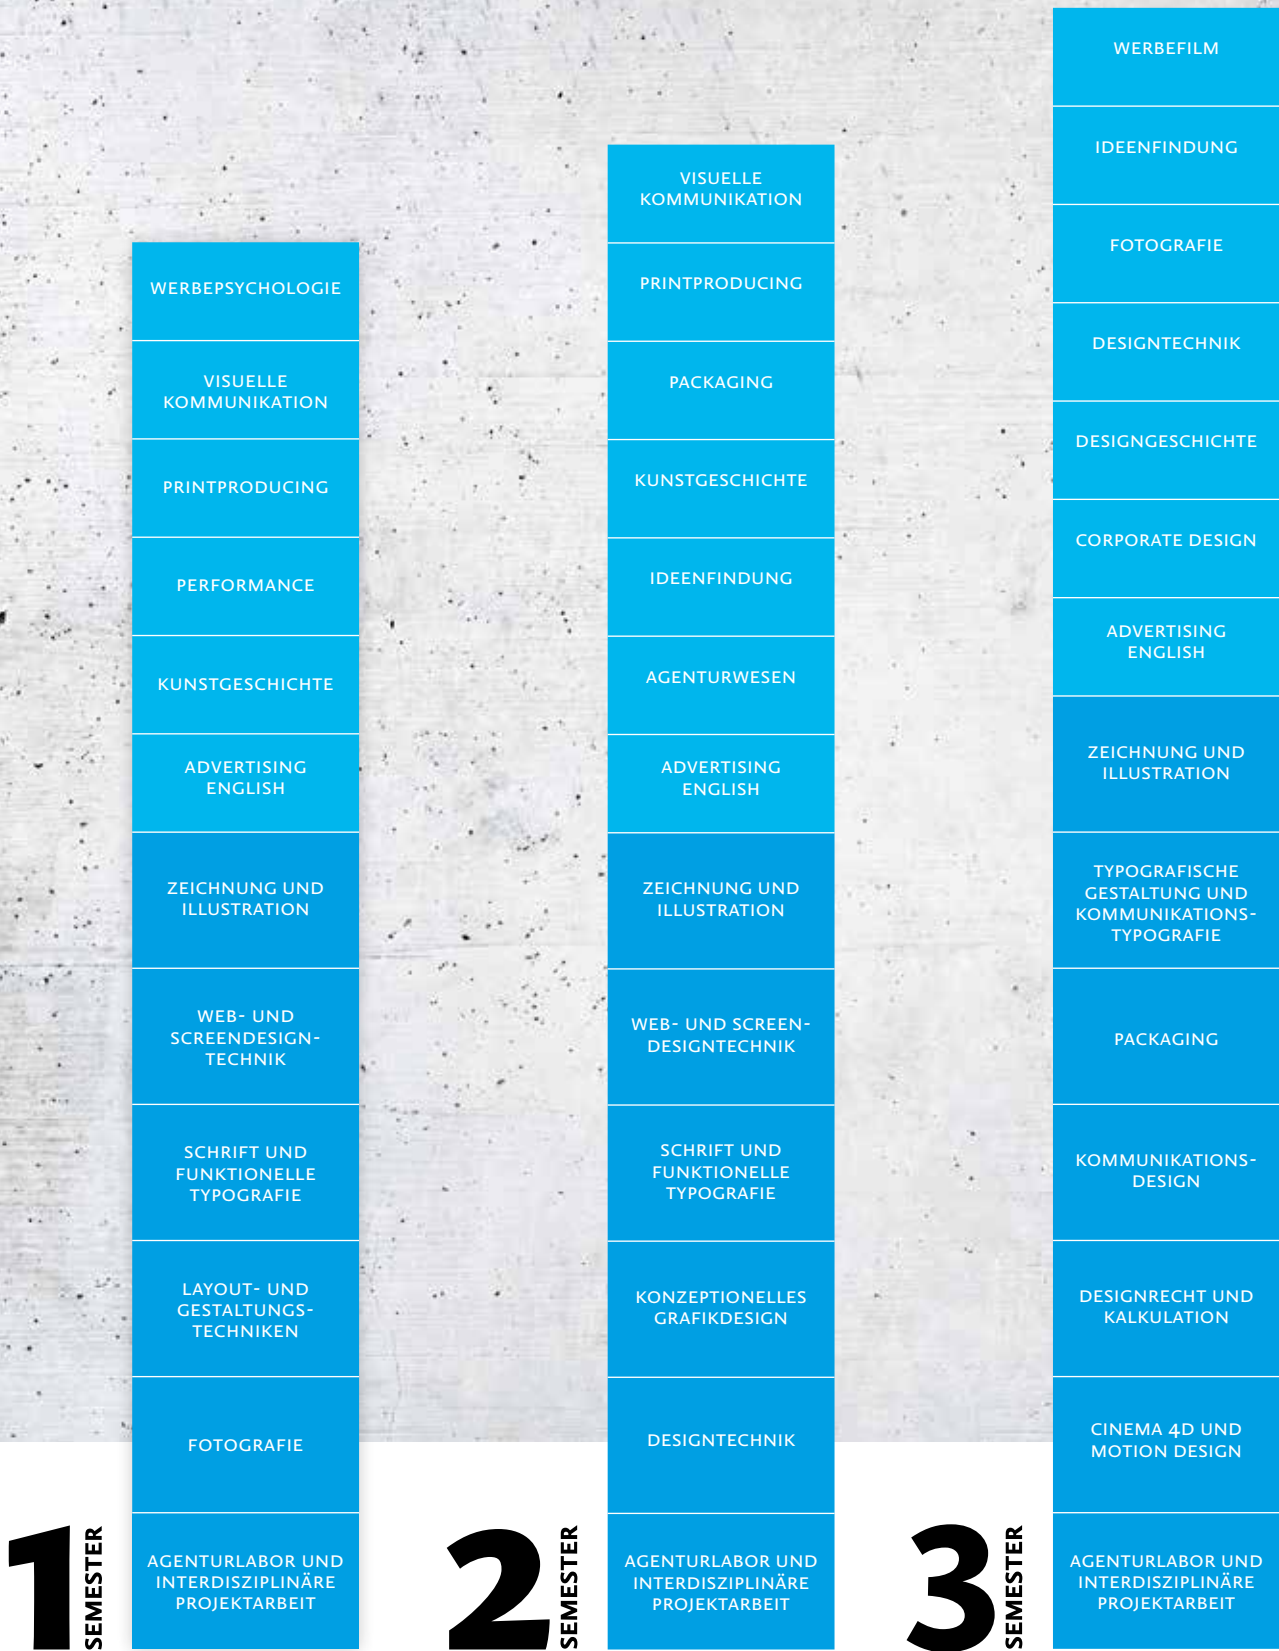 WERBEPSYCHOLOGIE
VISUELLE
KOMMUNIKATION
PRINTPRODUCING
PERFORMANCE
KUNSTGESCHICHTE
ADVERTISING
ENGLISH
ZEICHNUNG UND
ILLUSTRATION
WEB- UND
SCREENDESIGN-
TECHNIK
SCHRIFT UND
FUNKTIONELLE
TYPOGRAFIE
LAYOUT- UND
GESTALTUNGS-
TECHNIKEN
FOTOGRAFIE
AGENTURLABOR UND
INTERDISZIPLINÄRE
PROJEKTARBEIT
1 SEMESTER
VISUELLE
KOMMUNIKATION
PRINTPRODUCING
PACKAGING
KUNSTGESCHICHTE
IDEENFINDUNG
AGENTURWESEN
ADVERTISING
ENGLISH
ZEICHNUNG UND
ILLUSTRATION
WEB- UND SCREEN-
DESIGNTECHNIK
SCHRIFT UND
FUNKTIONELLE
TYPOGRAFIE
KONZEPTIONELLES
GRAFIKDESIGN
DESIGNTECHNIK
AGENTURLABOR UND
INTERDISZIPLINÄRE
PROJEKTARBEIT
2 SEMESTER
WERBEFILM
IDEENFINDUNG
FOTOGRAFIE
DESIGNTECHNIK
DESIGNGESCHICHTE
CORPORATE DESIGN
ADVERTISING
ENGLISH
ZEICHNUNG UND
ILLUSTRATION
TYPOGRAFISCHE
GESTALTUNG UND
KOMMUNIKATIONS-
TYPOGRAFIE
PACKAGING
KOMMUNIKATIONS-
DESIGN
DESIGNRECHT UND
KALKULATION
CINEMA 4D UND
MOTION DESIGN
AGENTURLABOR UND
INTERDISZIPLINÄRE
PROJEKTARBEIT
3 SEMESTER